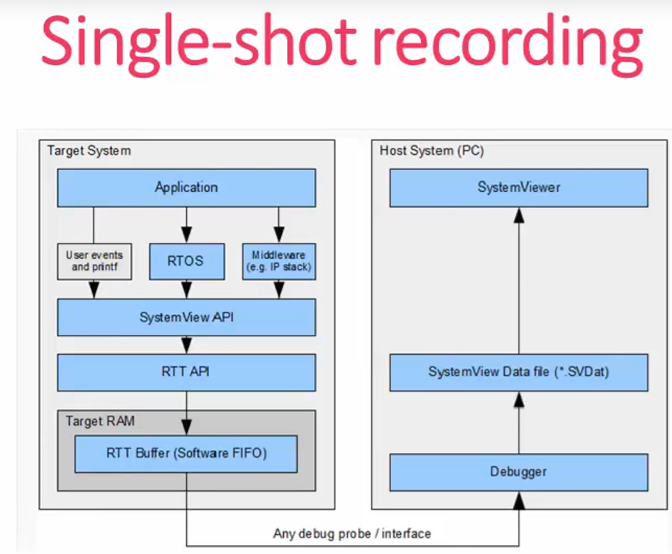 Single-shot recording
Target System
Application
User events
and printf
RTOS
Middleware
(e.g. IP stack)
SystemView API
RTT API
Target RAM
RTT Buffer (Software FIFO)
Host System (PC)
SystemViewer
SystemView Data file (*.SVDat)
Debugger
Any debug probe / interface